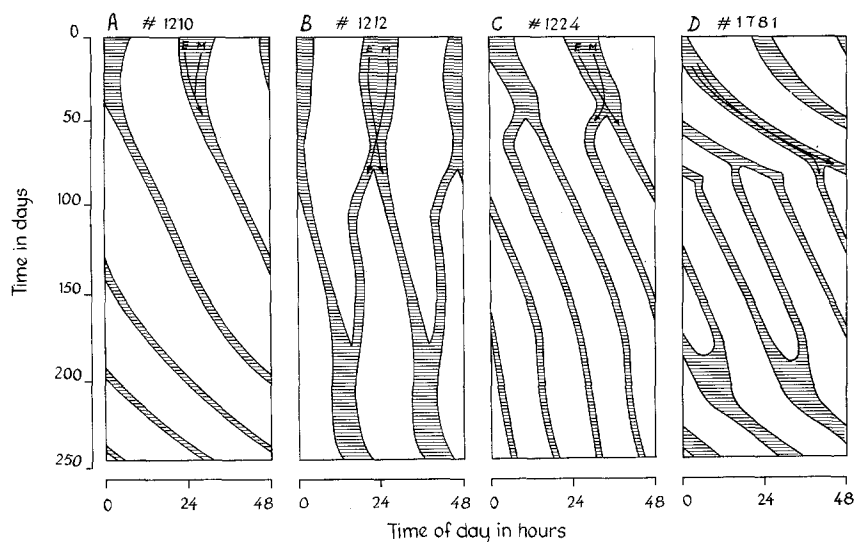 A # 1210
B # 1212
C # 1224
D # 1781
E M
E M
E M
Time in days
0
50
100
150
200
250
0 24 48
0 24 48
0 24 48
0 24 48
Time of day in hours